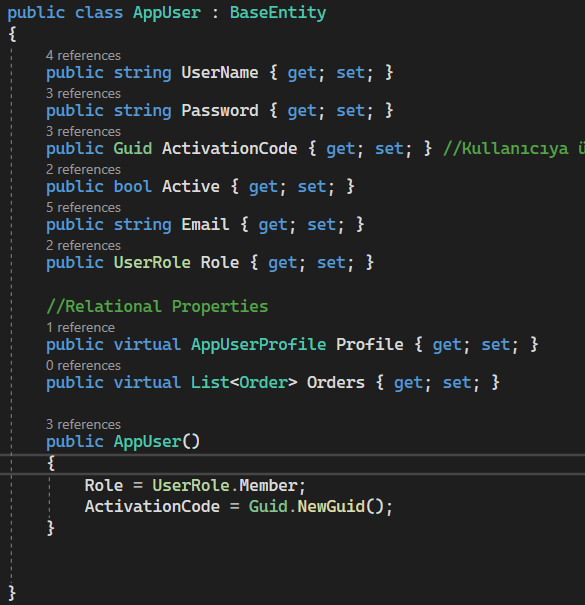 public class AppUser : BaseEntity
{
4 references
public string UserName { get; set; }
3 references
public string Password { get; set; }
3 references
public Guid ActivationCode { get; set; } //Kullanıcıya
2 references
public bool Active { get; set; }
5 references
public string Email { get; set; }
2 references
public UserRole Role { get; set; }
//Relational Properties
1 reference
public virtual AppUserProfile Profile { get; set; }
0 references
public virtual List<Order> Orders { get; set; }
3 references
public AppUser()
{
Role = UserRole.Member;
ActivationCode = Guid.NewGuid();
}
}